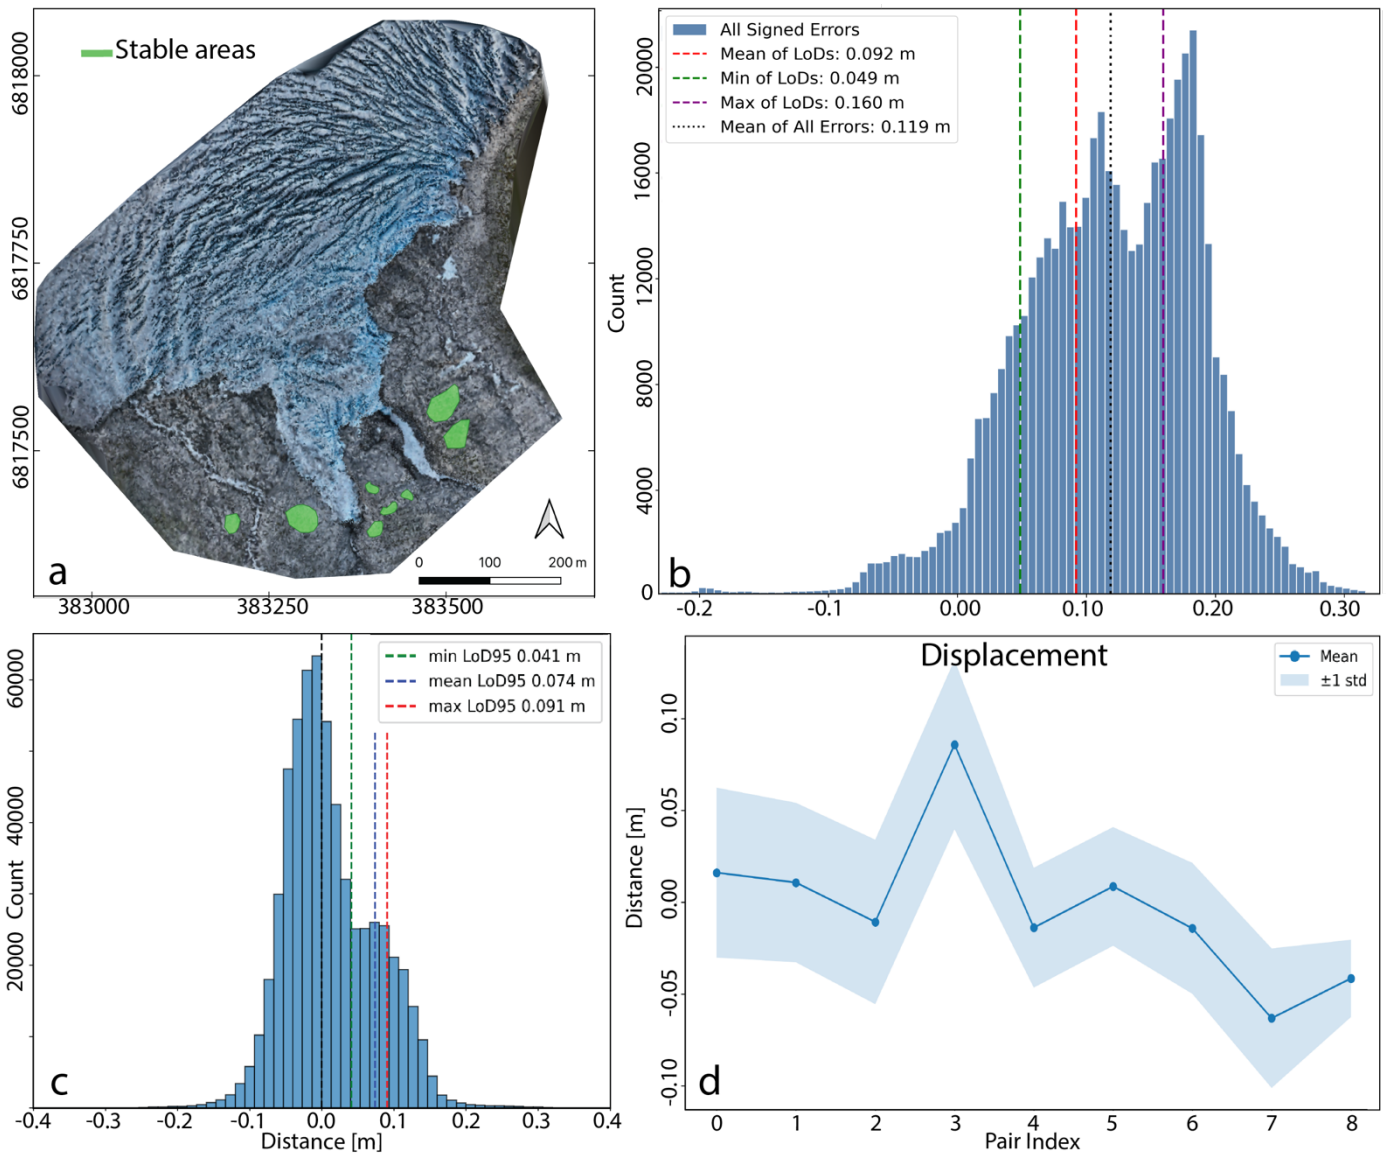 Stable areas
6818000
6817750
6817500
a
0 100 200 m
383000 383250 383500
All Signed Errors
Mean of LoDs: 0.092 m
Min of LoDs: 0.049 m
Max of LoDs: 0.160 m
Mean of All Errors: 0.119 m
20000
16000
12000
8000
4000
0
Count
b
-0.2 -0.1 0.00 0.10 0.20 0.30
min LoD95 0.041 m
mean LoD95 0.074 m
max LoD95 0.091 m
60000
40000
20000
Count
c
-0.4 -0.3 -0.2 -0.1 0.0 0.1 0.2 0.3 0.4
Distance [m]
Displacement
Mean
±1 std
0.10
0.05
0.00
-0.05
-0.10
Distance [m]
d
0 1 2 3 4 5 6 7 8
Pair Index